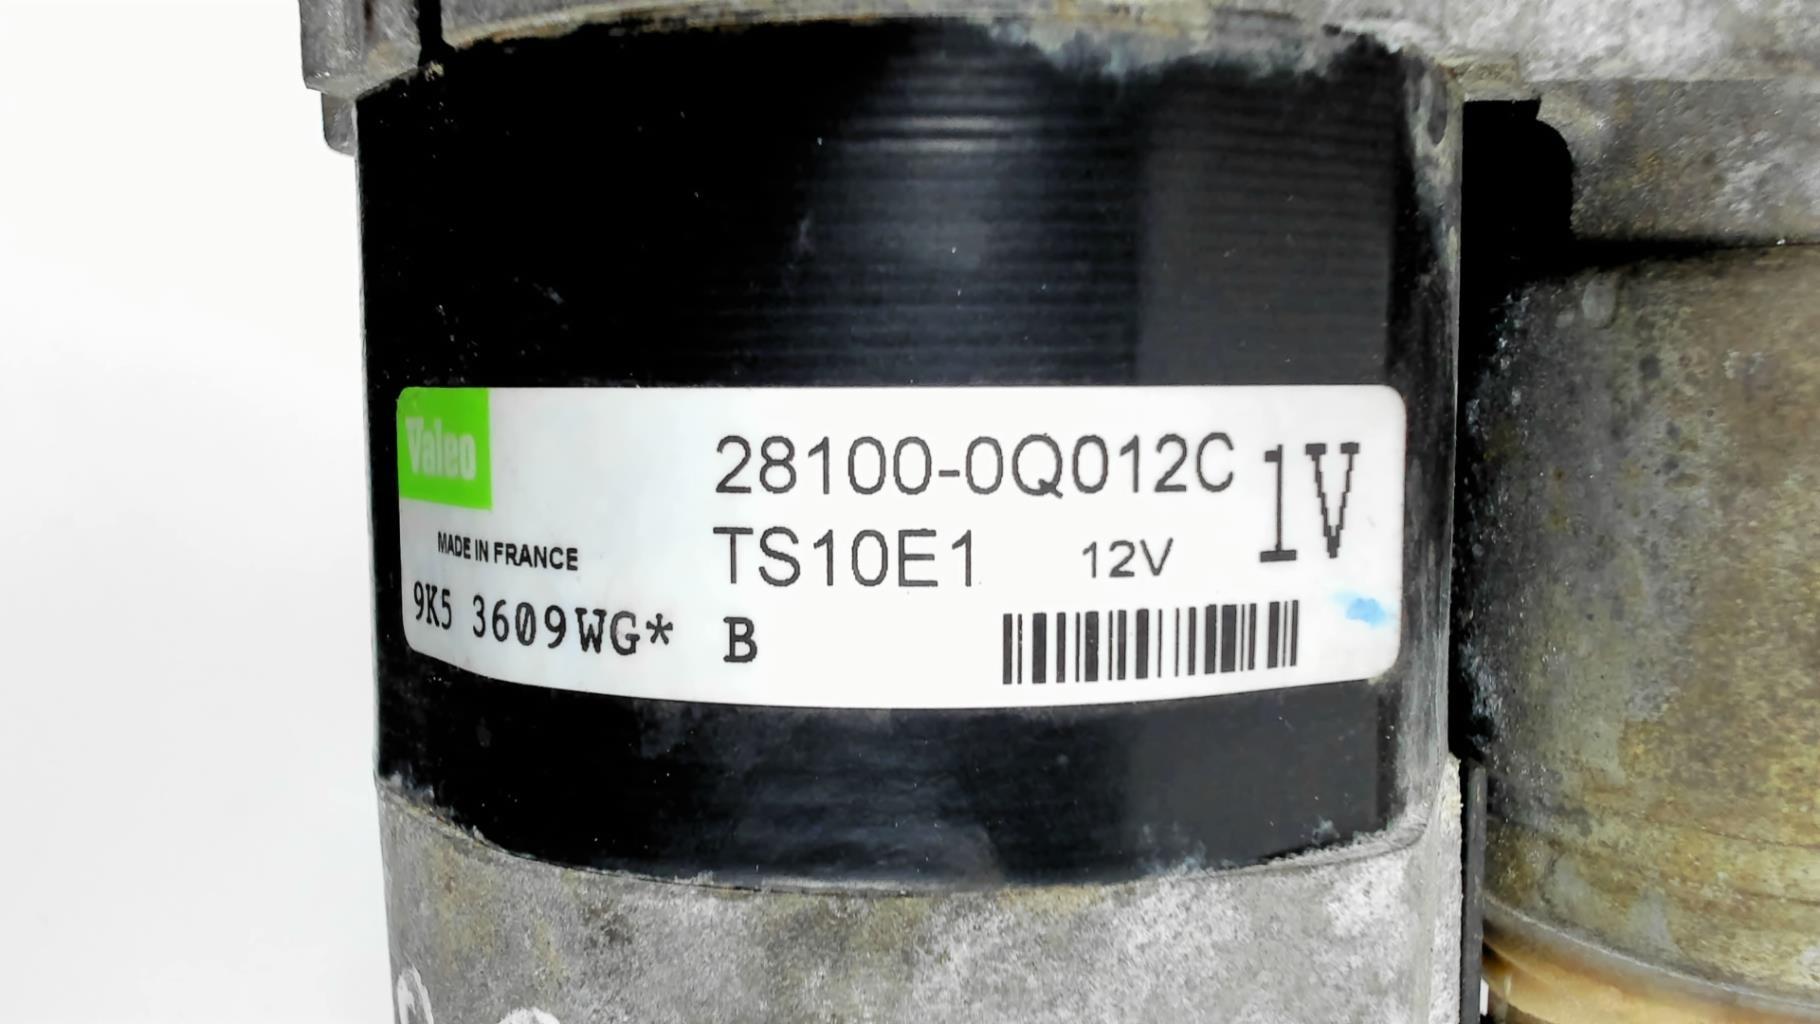 Valeo
28100-0Q012C 1V
TS10E1 12V
MADE IN FRANCE
9K5 3609WG* B